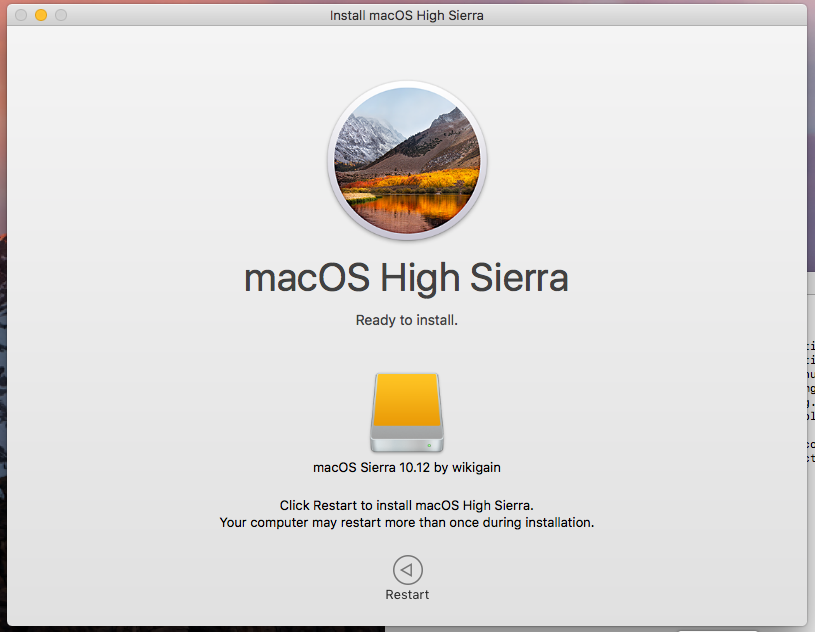 Install macOS High Sierra
macOS High Sierra
Ready to install.
macOS Sierra 10.12 by wikigain
Click Restart to install macOS High Sierra.
Your computer may restart more than once during installation.
Restart